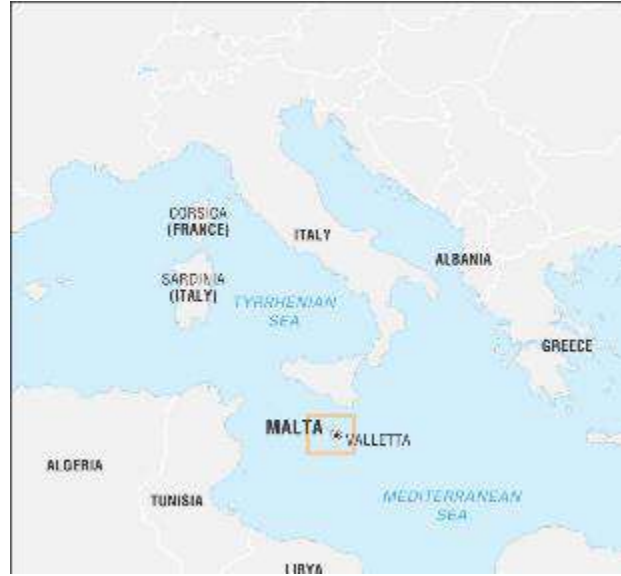 CORSICA
(FRANCE)
ITALY
ALBANIA
SARDINIA
(ITALY)
TYRRHENIAN
SEA
GREECE
MALTA
VALLETTA
ALGERIA
TUNISIA
MEDITERRANEAN
SEA
LIBYA